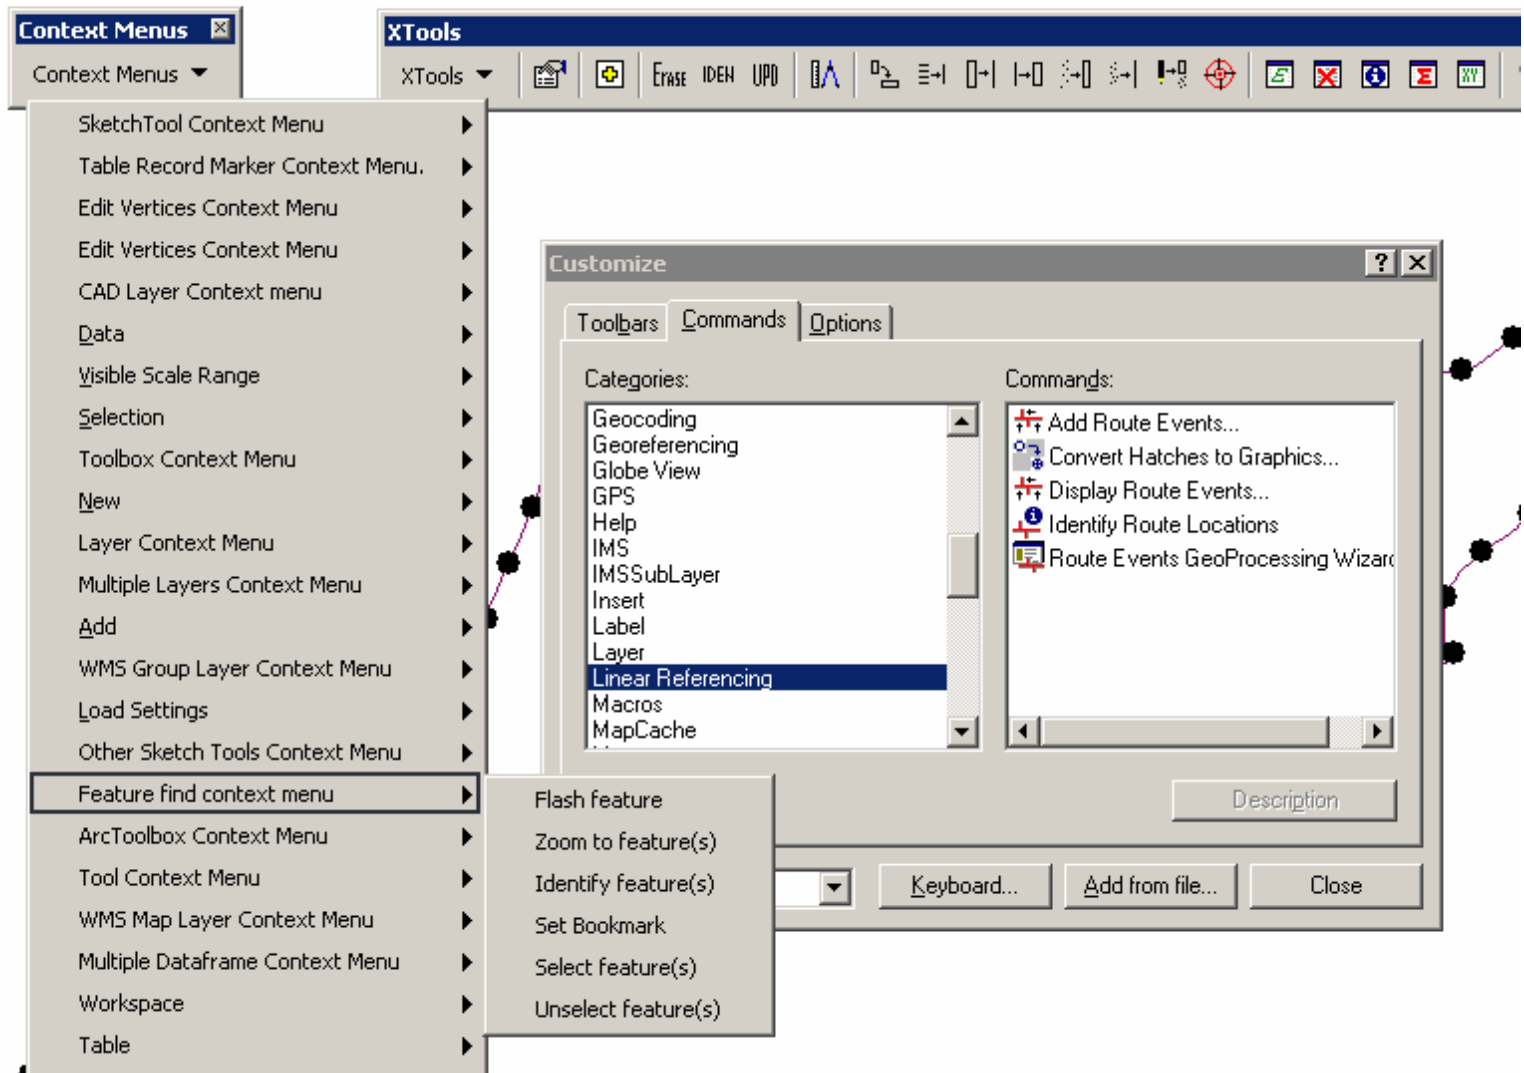 Context Menus
XTools
Context Menus
XTools
ERASE IDEN UPD
XY
SketchTool Context Menu
Table Record Marker Context Menu.
Edit Vertices Context Menu
Edit Vertices Context Menu
CAD Layer Context menu
Data
Visible Scale Range
Selection
Toolbox Context Menu
New
Layer Context Menu
Multiple Layers Context Menu
Add
WMS Group Layer Context Menu
Load Settings
Other Sketch Tools Context Menu
Feature find context menu
ArcToolbox Context Menu
Tool Context Menu
WMS Map Layer Context Menu
Multiple Dataframe Context Menu
Workspace
Table
Flash feature
Zoom to feature(s)
Identify feature(s)
Set Bookmark
Select feature(s)
Unselect feature(s)
Customize
Toolbars Commands Options
Categories:
Geocoding
Georeferencing
Globe View
GPS
Help
IMS
IMSSubLayer
Insert
Label
Layer
Linear Referencing
Macros
MapCache
Commands:
Add Route Events...
Convert Hatches to Graphics...
Display Route Events...
Identify Route Locations
Route Events GeoProcessing Wizard
Description
Keyboard... Add from file... Close